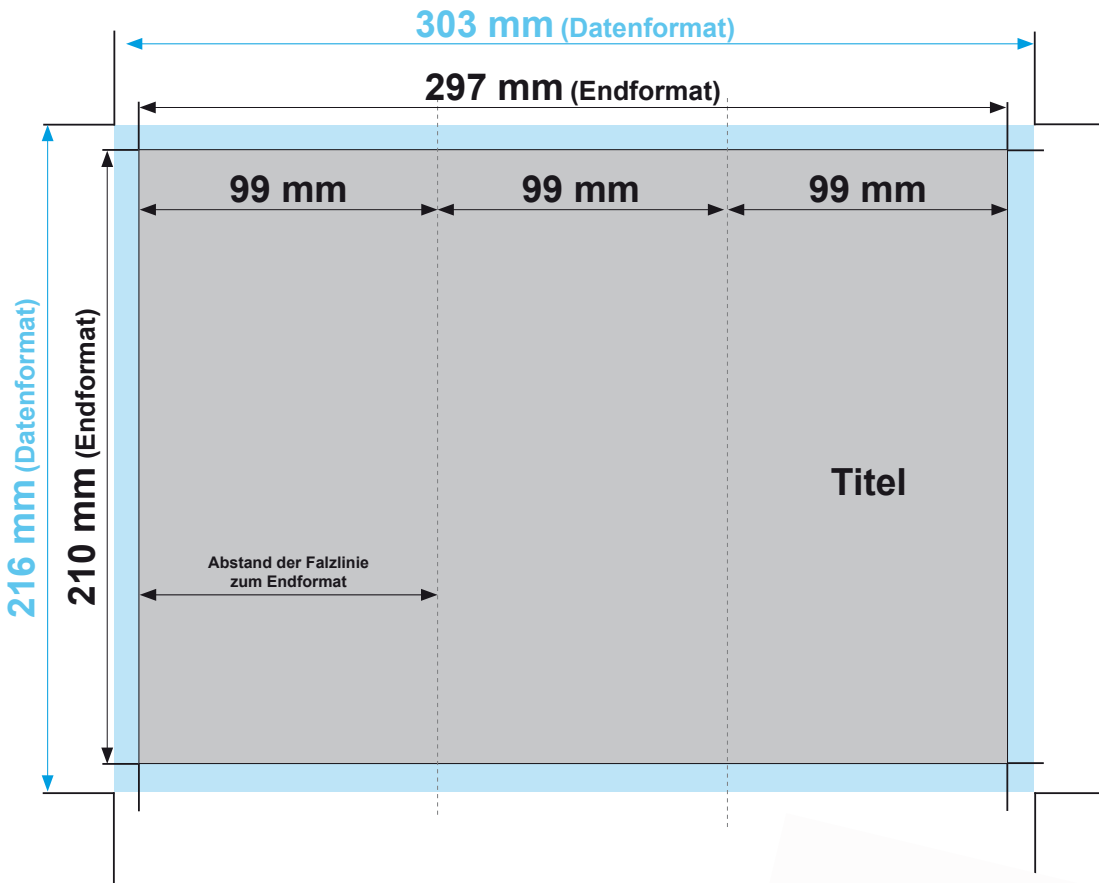 303 mm (Datenformat)
297 mm (Endformat)
99 mm 99 mm 99 mm
216 mm (Datenformat)
210 mm (Endformat)
Titel
Abstand der Falzlinie
zum Endformat